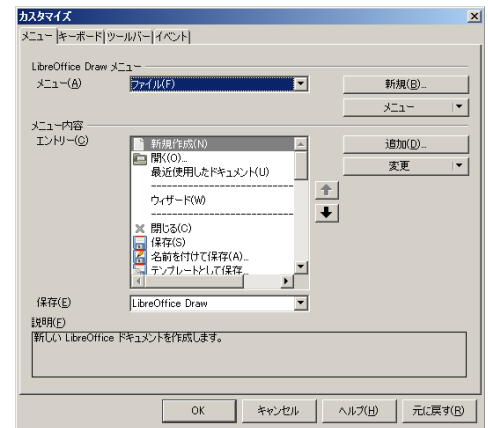 カスタマイズ
メニュー キーボード ツールバー イベント
LibreOffice Draw メニュー
メニュー(A)
ファイル(F)
新規(B)...
メニュー
メニュー内容
エントリー(C)
新規作成(N)
開く(O)...
最近使用したドキュメント(U)
ウィザード(W)
閉じる(C)
保存(S)
名前を付けて保存(A)...
テンプレートとして保存
追加(D)...
変更
保存(E)
LibreOffice Draw
説明(F)
新しい LibreOffice ドキュメントを作成します。
OK キャンセル ヘルプ(H) 元に戻す(R)